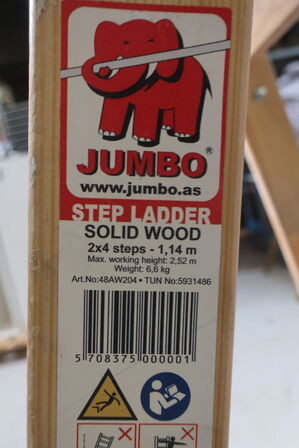 JUMBO®
www.jumbo.as
STEP LADDER
SOLID WOOD
2x4 steps - 1,14 m
Max. working height: 2,52 m
Weight: 6,6 kg
Art.No:48AW204 • TUN No:5931486
5 708375 000001